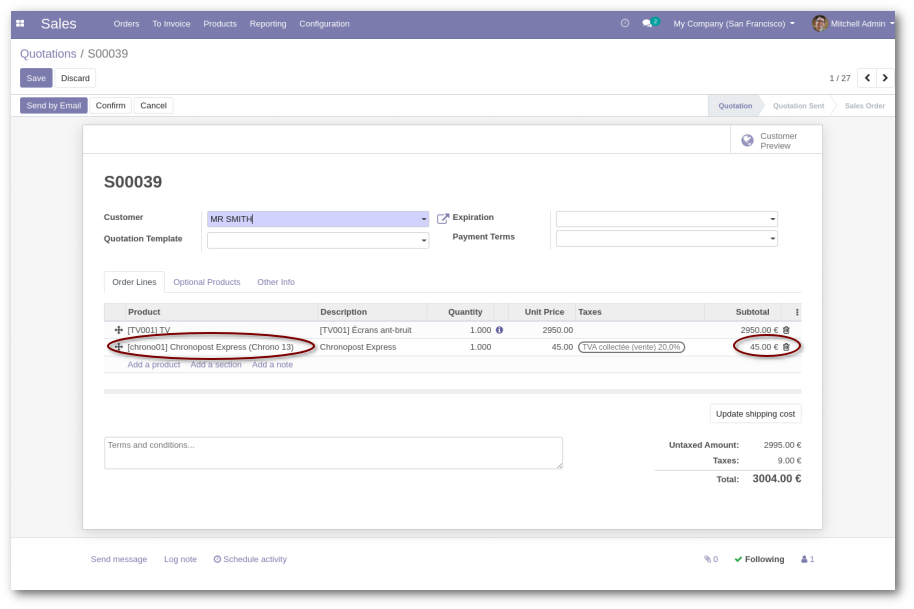 Sales Orders To Invoice Products Reporting Configuration 2 My Company (San Francisco) Mitchell Admin
Quotations / S00039
Save Discard 1 / 27
Send by Email Confirm Cancel Quotation Quotation Sent Sales Order
Customer
Preview
S00039
Customer MR SMITH Expiration
Quotation Template Payment Terms
Order Lines Optional Products Other Info
Product Description Quantity Unit Price Taxes Subtotal
[TV001] TV [TV001] Écrans ant-bruit 1.000 2950.00 2950.00 €
[chrono01] Chronopost Express (Chrono 13) Chronopost Express 1.000 45.00 TVA collectée (vente) 20,0% 45.00 €
Add a product Add a section Add a note
Update shipping cost
Terms and conditions...
Untaxed Amount: 2995.00 €
Taxes: 9.00 €
Total: 3004.00 €
Send message Log note Schedule activity 0 Following 1